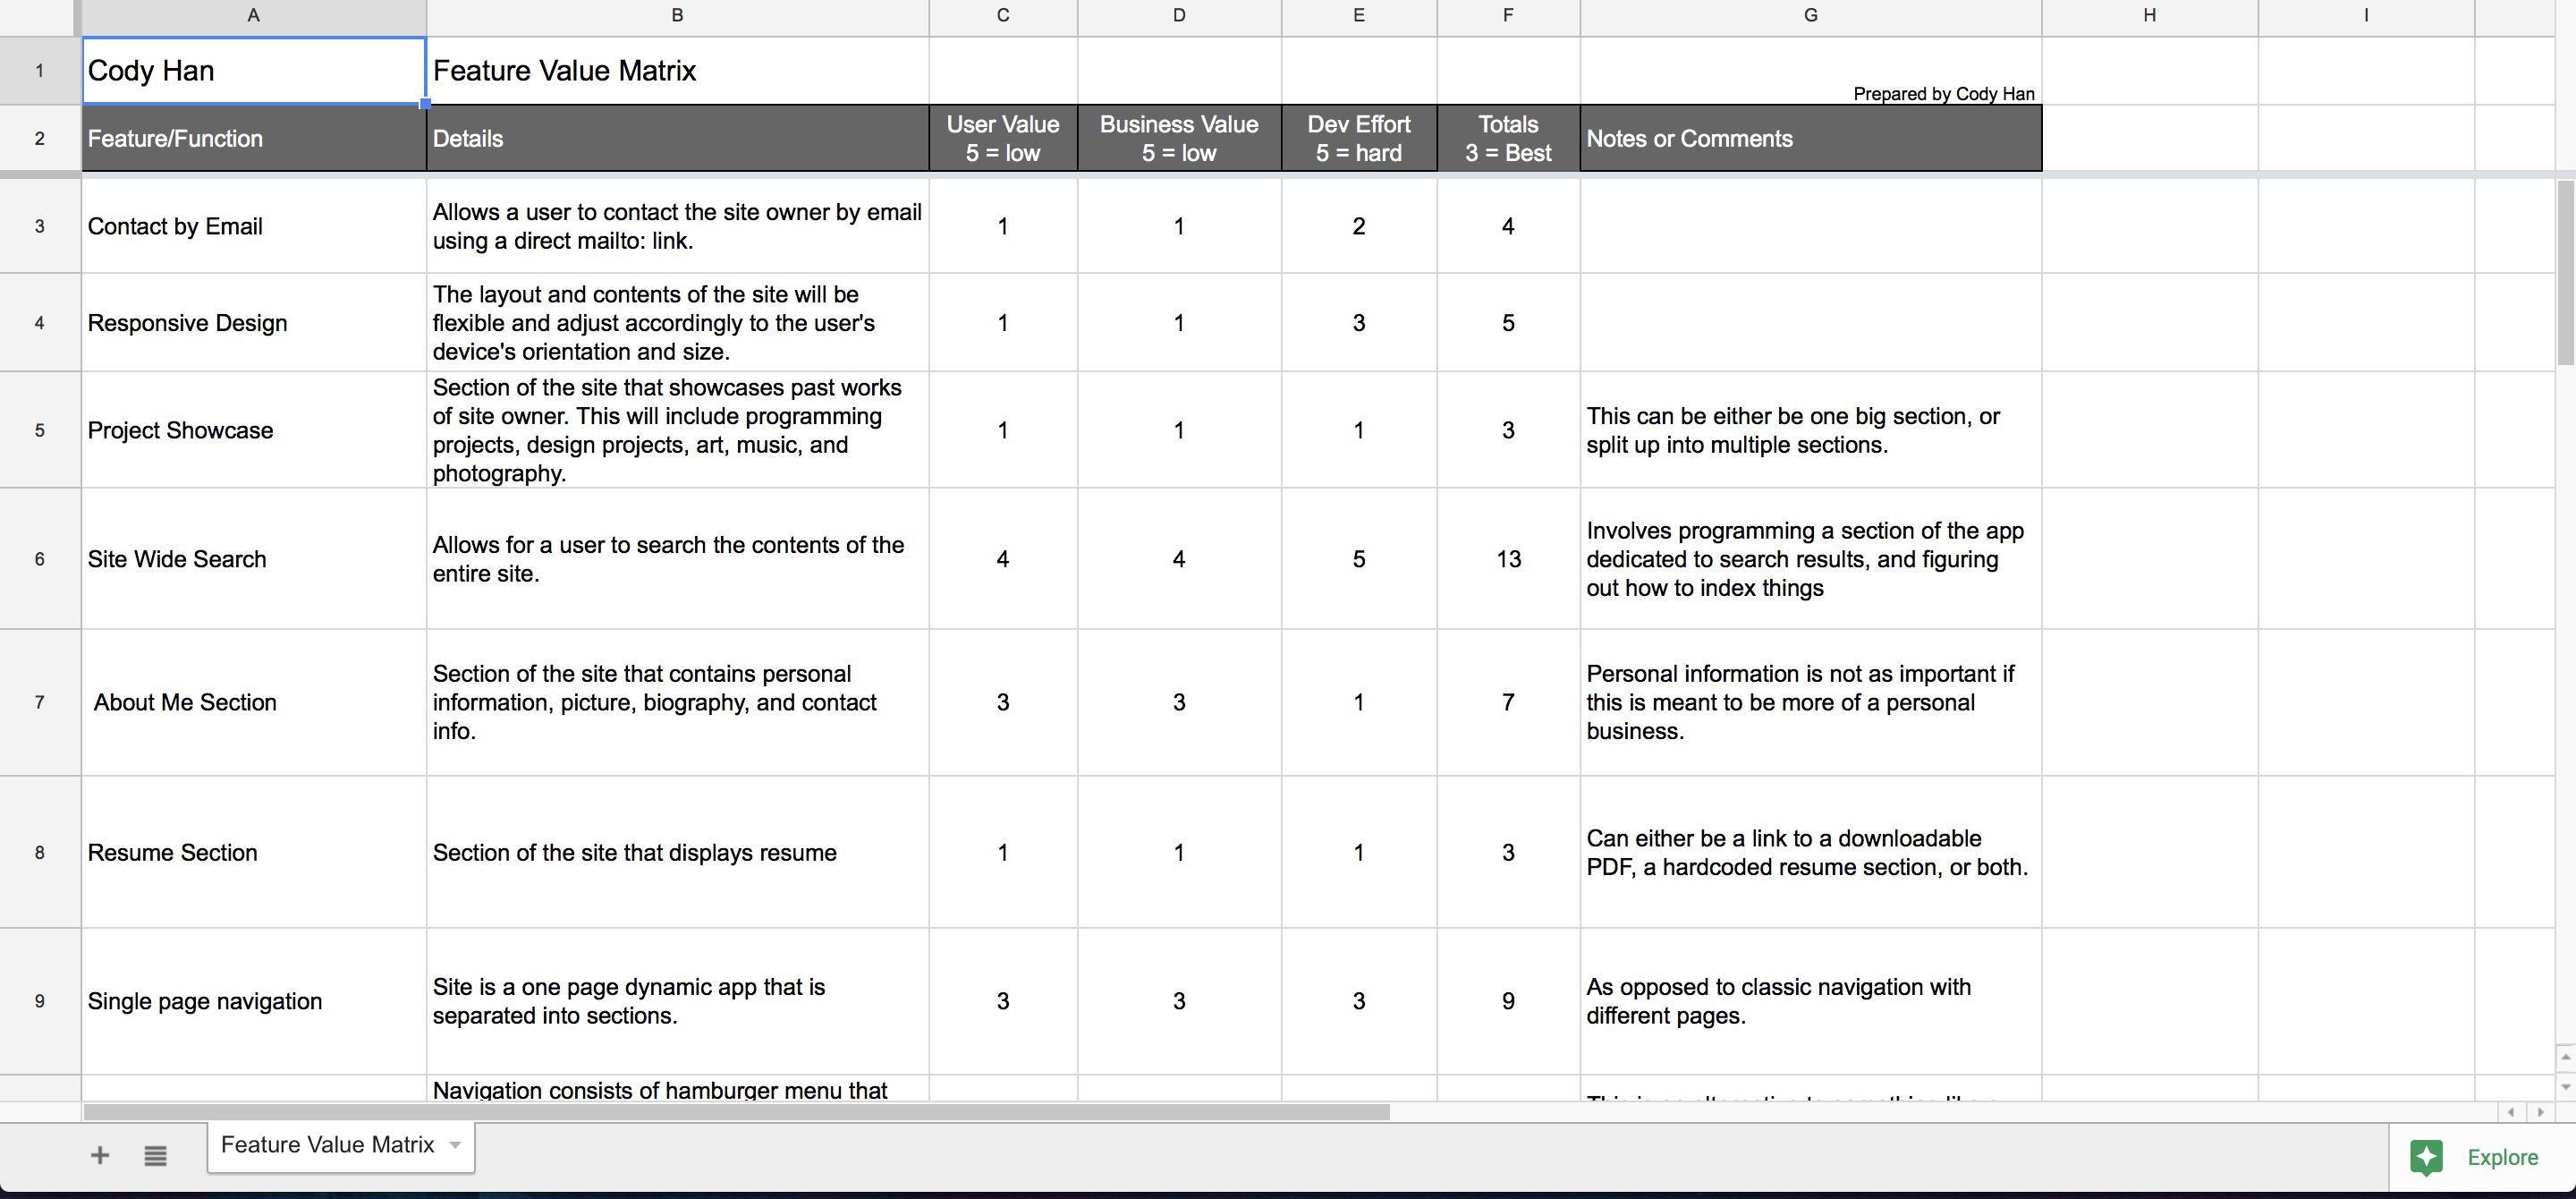 A B C D E F G H I
1 Cody Han Feature Value Matrix Prepared by Cody Han
2 Feature/Function Details User Value Business Value Dev Effort Totals Notes or Comments
5 = low 5 = low 5 = hard 3 = Best
3 Contact by Email
Allows a user to contact the site owner by email
using a direct mailto: link.
1 1 2 4
4 Responsive Design
The layout and contents of the site will be
flexible and adjust accordingly to the user's
device's orientation and size.
1 1 3 5
5 Project Showcase
Section of the site that showcases past works
of site owner. This will include programming
projects, design projects, art, music, and
photography.
1 1 1 3
This can be either be one big section, or
split up into multiple sections.
6 Site Wide Search
Allows for a user to search the contents of the
entire site.
4 4 5 13
Involves programming a section of the app
dedicated to search results, and figuring
out how to index things
7 About Me Section
Section of the site that contains personal
information, picture, biography, and contact
info.
3 3 1 7
Personal information is not as important if
this is meant to be more of a personal
business.
8 Resume Section
Section of the site that displays resume
1 1 1 3
Can either be a link to a downloadable
PDF, a hardcoded resume section, or both.
9 Single page navigation
Site is a one page dynamic app that is
separated into sections.
3 3 3 9
As opposed to classic navigation with
different pages.
Navigation consists of hamburger menu that
Feature Value Matrix
Explore